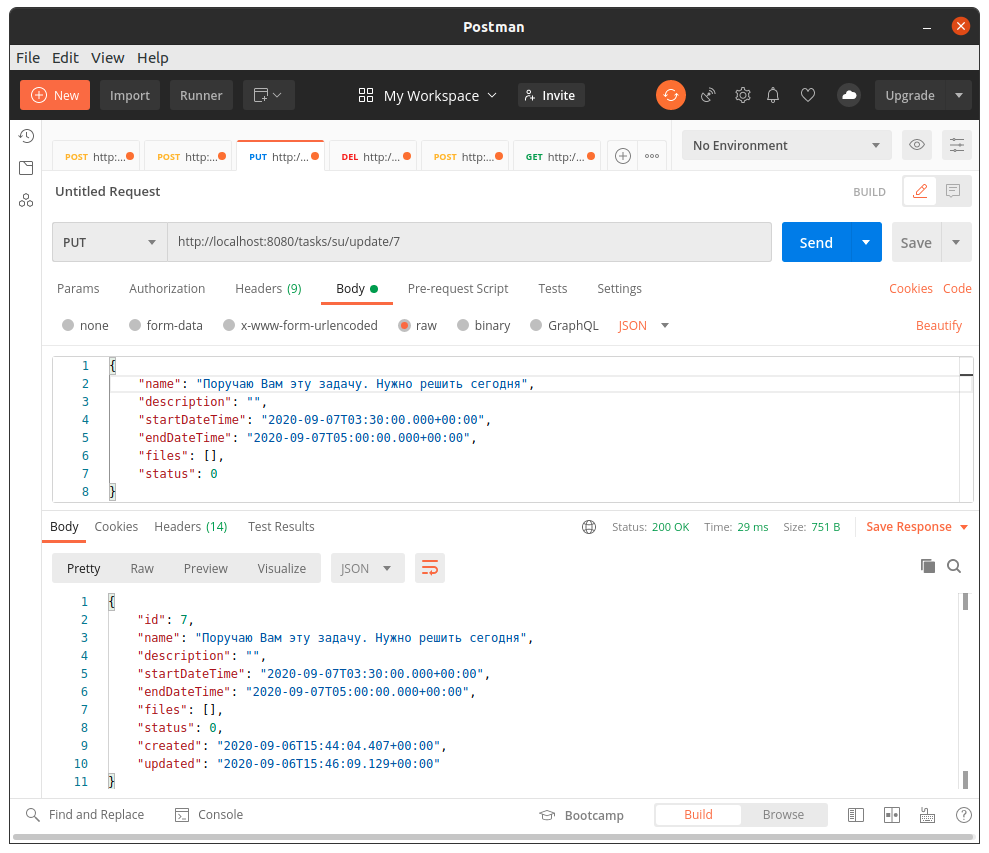 Postman
File Edit View Help
New Import Runner My Workspace Invite Upgrade
POST http:... POST http:... PUT http:/... DEL http:/... POST http:... GET http:/... No Environment
Untitled Request BUILD
PUT http://localhost:8080/tasks/su/update/7 Send Save
Params Authorization Headers (9) Body Pre-request Script Tests Settings Cookies Code
none form-data x-www-form-urlencoded raw binary GraphQL JSON Beautify
1 {
2 "name": "Поручаю Вам эту задачу. Нужно решить сегодня",
3 "description": "",
4 "startDateTime": "2020-09-07T03:30:00.000+00:00",
5 "endDateTime": "2020-09-07T05:00:00.000+00:00",
6 "files": [],
7 "status": 0
8 }
Body Cookies Headers (14) Test Results Status: 200 OK Time: 29 ms Size: 751 B Save Response
Pretty Raw Preview Visualize JSON
1 {
2 "id": 7,
3 "name": "Поручаю Вам эту задачу. Нужно решить сегодня",
4 "description": "",
5 "startDateTime": "2020-09-07T03:30:00.000+00:00",
6 "endDateTime": "2020-09-07T05:00:00.000+00:00",
7 "files": [],
8 "status": 0,
9 "created": "2020-09-06T15:44:04.407+00:00",
10 "updated": "2020-09-06T15:46:09.129+00:00"
11 }
Find and Replace Console Bootcamp Build Browse